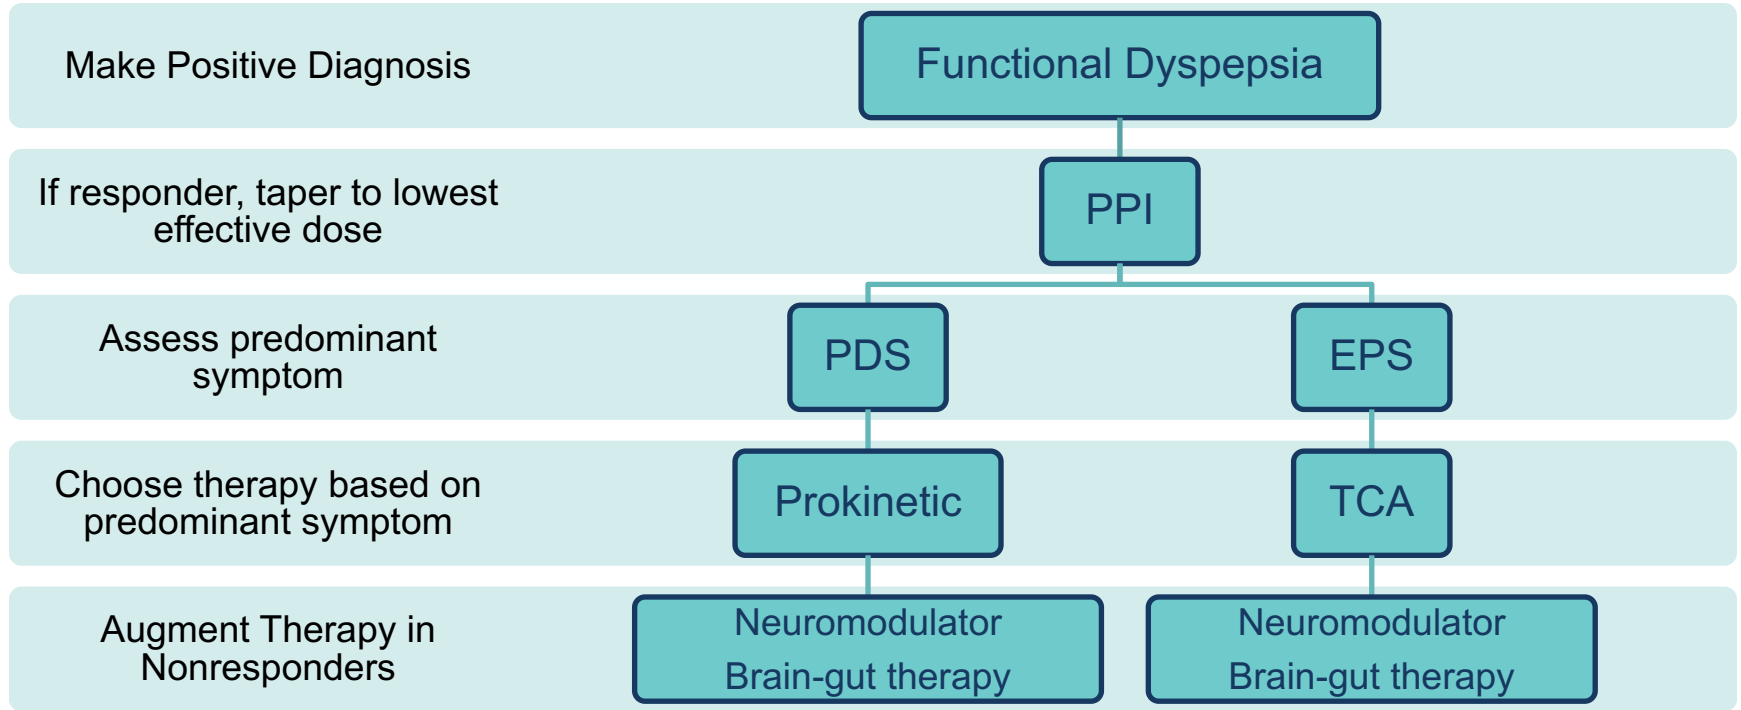 Make Positive Diagnosis
Functional Dyspepsia
If responder, taper to lowest
effective dose
PPI
Assess predominant
symptom
PDS
EPS
Choose therapy based on
predominant symptom
Prokinetic
TCA
Augment Therapy in
Nonresponders
Neuromodulator
Brain-gut therapy
Neuromodulator
Brain-gut therapy